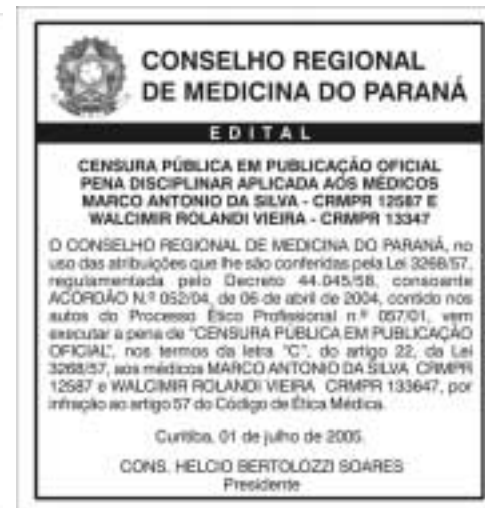 CONSELHO REGIONAL
DE MEDICINA DO PARANÁ
EDITAL
CENSURA PÚBLICA EM PUBLICAÇÃO OFICIAL
PENA DISCIPLINAR APLICADA AOS MÉDICOS
MARCO ANTONIO DA SILVA - CRMPR 12587 E
WALCIMIR ROLANDI VIEIRA - CRMPR 13347
O CONSELHO REGIONAL DE MEDICINA DO PARANÁ, no
uso das atribuições que lhe são conferidas pela Lei 3268/57,
regulamentada pelo Decreto 44.045/58, consoante
ACÓRDÃO N.º 052/04, de 06 de abril de 2004, contido nos
autos do Processo Ético Profissional n.º 057/01, vem
executar a pena de "CENSURA PÚBLICA EM PUBLICAÇÃO
OFICIAL", nos termos da letra "C", do artigo 22, da Lei
3268/57, aos médicos MARCO ANTONIO DA SILVA CRMPR
12587 e WALCIMIR ROLANDI VIEIRA CRMPR 133647, por
infração ao artigo 57 do Código de Ética Médica.
Curitiba, 01 de julho de 2005.
CONS. HELCIO BERTOLOZZI SOARES
Presidente